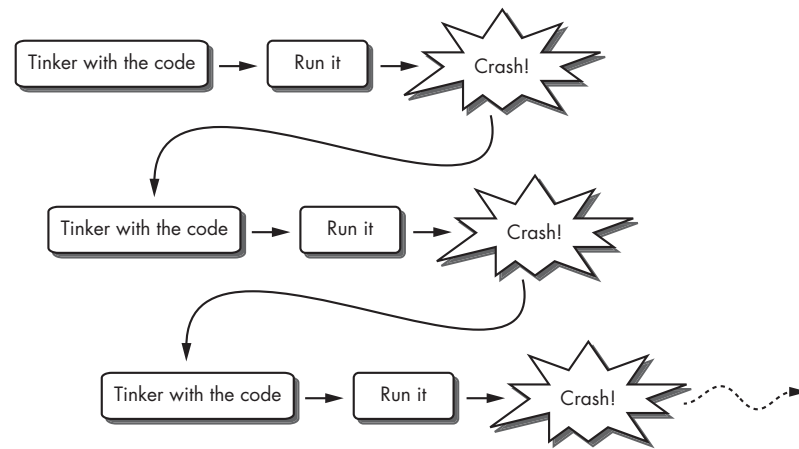 Tinker with the code
Run it
Crash!
Tinker with the code
Run it
Crash!
Tinker with the code
Run it
Crash!